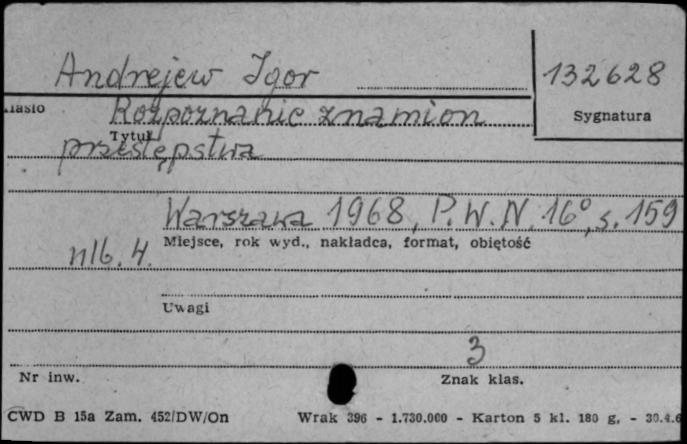 Andrejew Igor
132628
Hasło
Sygnatura
Rozpoznanie znamion
Tytuł
przestępstwa
Warszawa 1968, P.W.N. 16°, s. 159
Miejsce, rok wyd., nakładca, format, objętość
nlb. 4.
Uwagi
3
Nr inw.
Znak klas.
CWD B 15a Zam. 452/DW/On
Wrak 396 - 1.730.000 - Karton 5 kl. 180 g. - 30.4.6